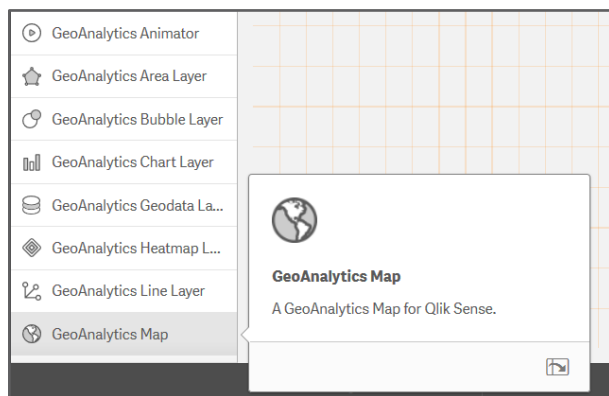 GeoAnalytics Animator
GeoAnalytics Area Layer
GeoAnalytics Bubble Layer
GeoAnalytics Chart Layer
GeoAnalytics Geodata La...
GeoAnalytics Heatmap L...
GeoAnalytics Line Layer
GeoAnalytics Map
GeoAnalytics Map
A GeoAnalytics Map for Qlik Sense.